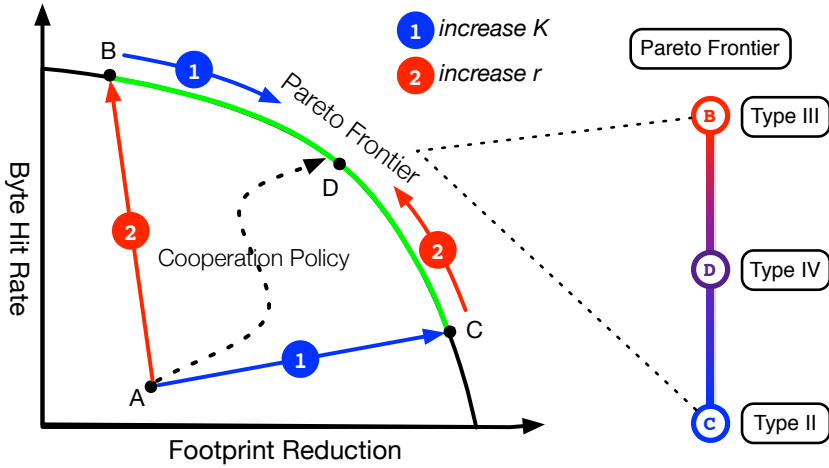 B
1
1 increase K
2 increase r
Pareto Frontier
Pareto Frontier
B Type III
D
2
Cooperation Policy
2
D Type IV
Byte Hit Rate
1
C
A
C Type II
Footprint Reduction